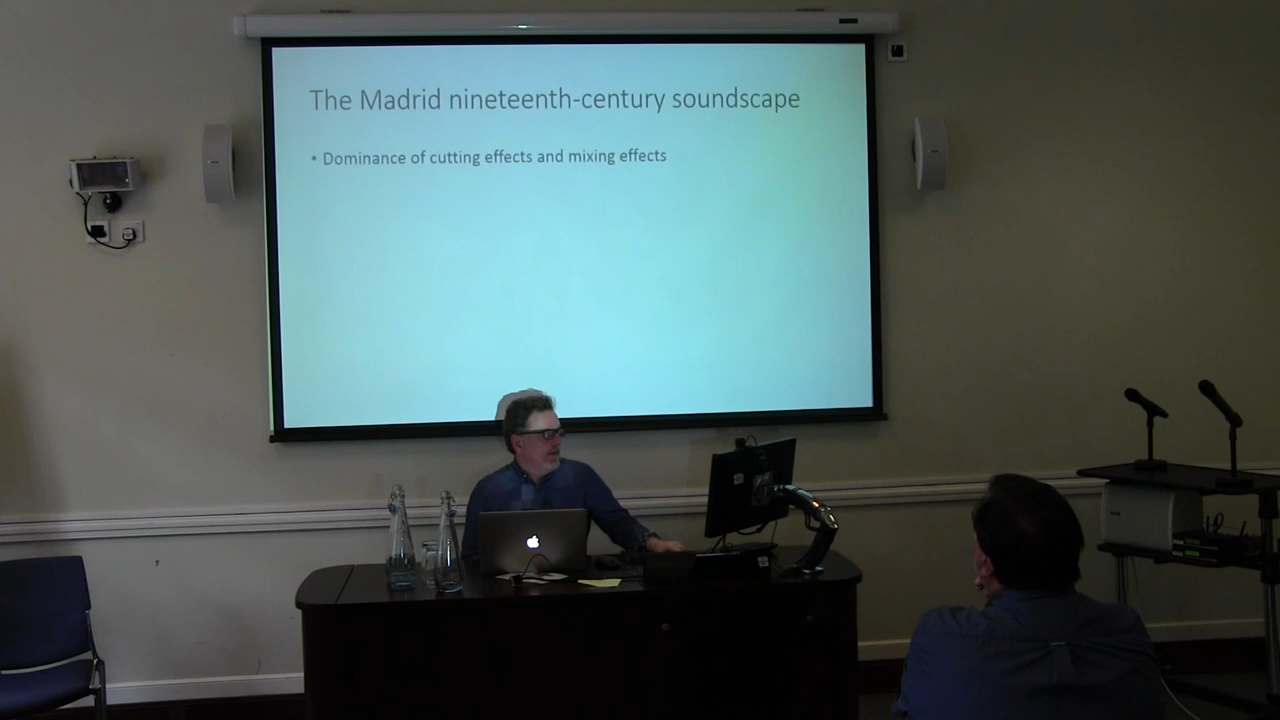 The Madrid nineteenth-century soundscape
• Dominance of cutting effects and mixing effects